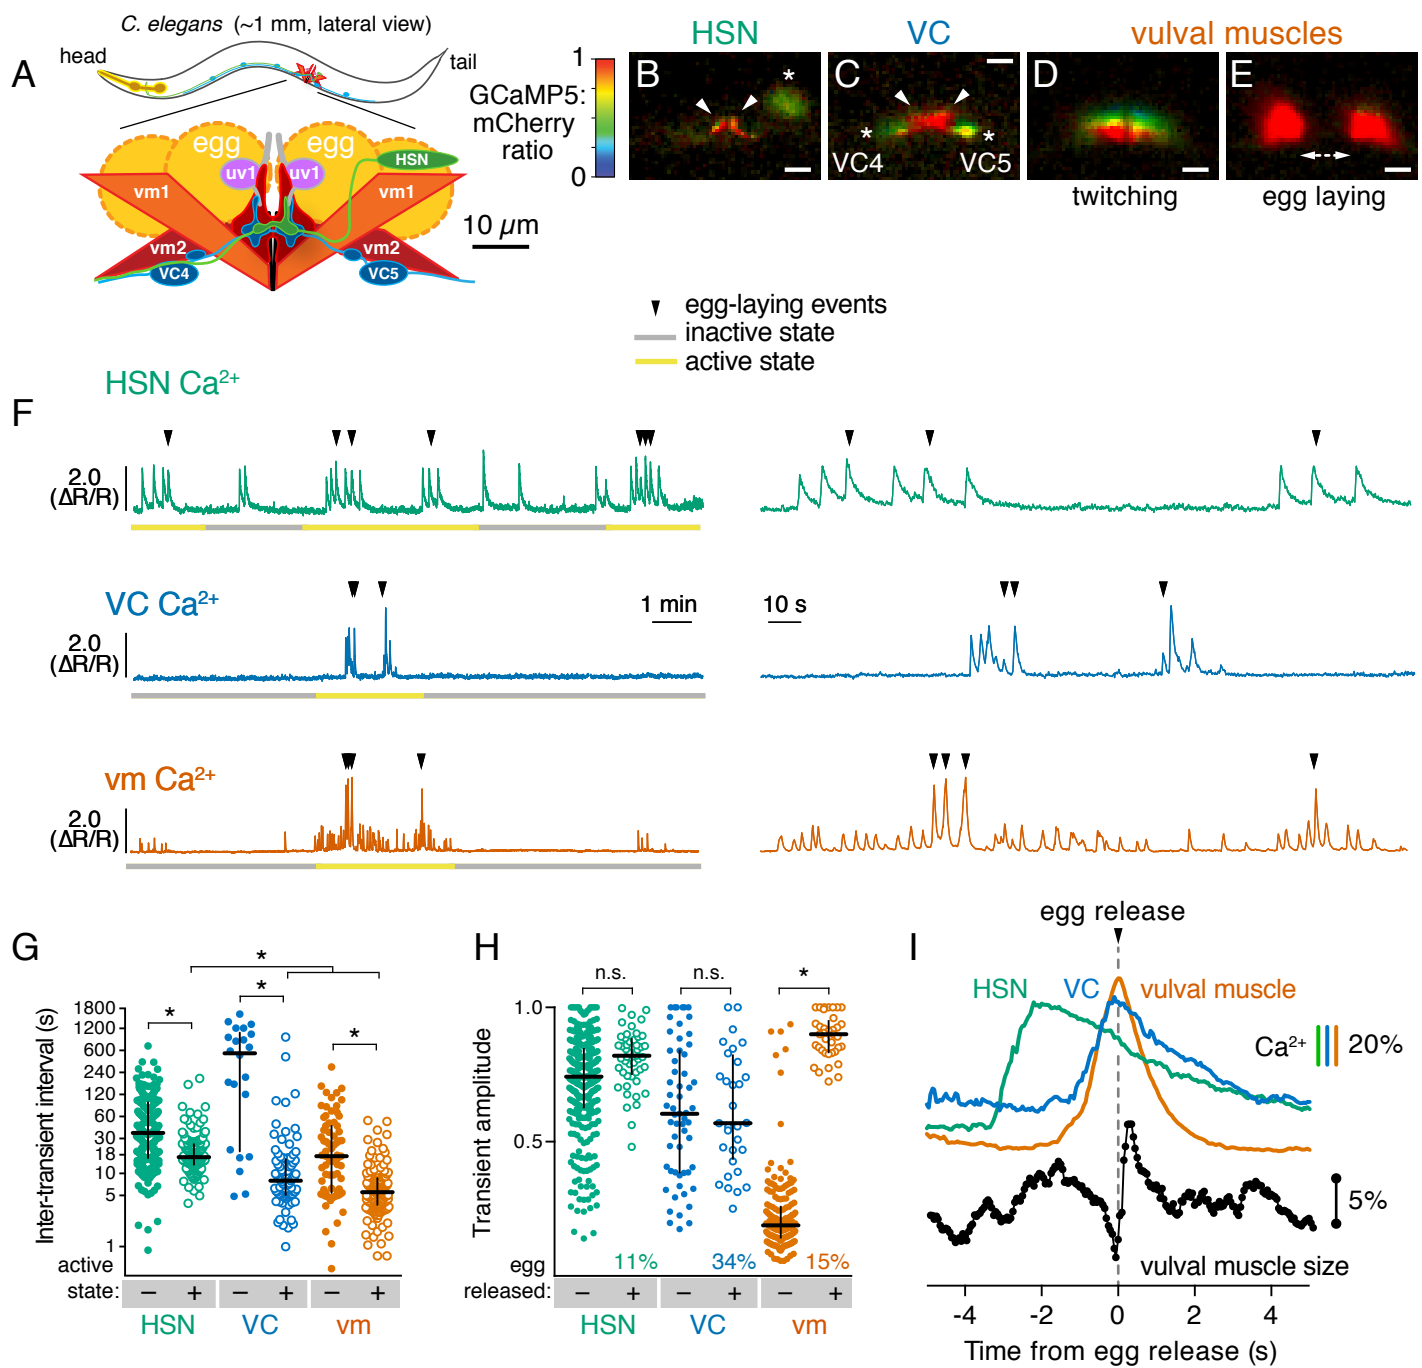 C. elegans (~1 mm, lateral view)
A
head
tail
egg
egg
HSN
uv1
uv1
vm1
vm1
vm2
vm2
VC4
VC5
10 µm
GCaMP5:
mCherry
ratio
1
0
HSN
VC
vulval muscles
B
*
C
*
*
VC4
VC5
D
E
twitching
egg laying
egg-laying events
inactive state
active state
F
HSN Ca2+
2.0
(ΔR/R)
VC Ca2+
1 min
10 s
2.0
(ΔR/R)
vm Ca2+
2.0
(ΔR/R)
G
*
*
*
*
Inter-transient interval (s)
1800
1200
600
240
120
60
30
18
10
5
1
active
state:
−
+
−
+
−
+
HSN
VC
vm
H
n.s.
n.s.
*
Transient amplitude
1.0
0.5
egg
released:
11%
34%
15%
−
+
−
+
−
+
HSN
VC
vm
I
egg release
HSN
VC
vulval muscle
Ca2+
20%
5%
vulval muscle size
-4
-2
0
2
4
Time from egg release (s)